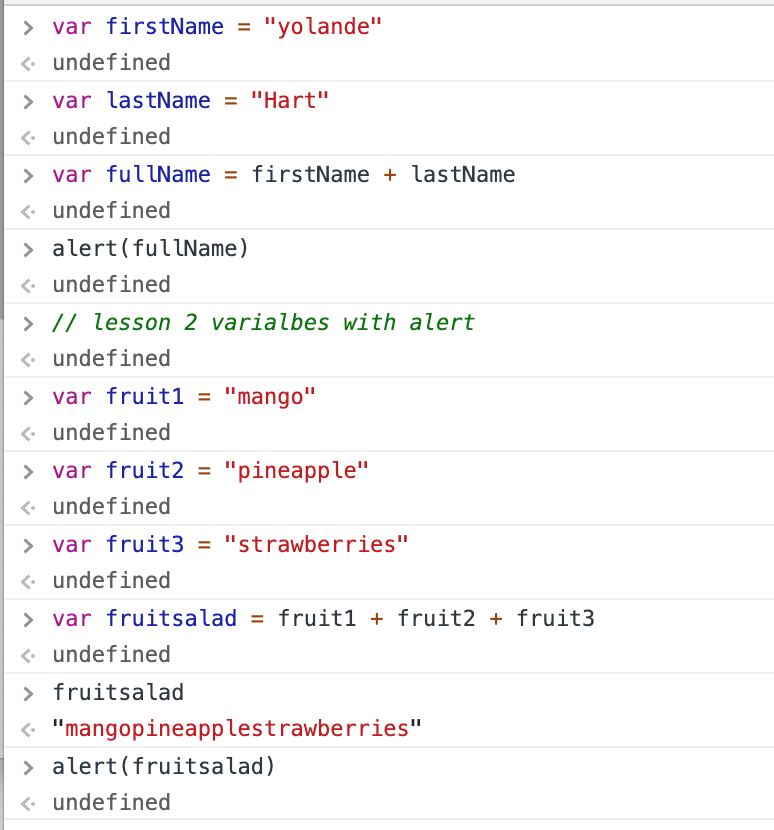 > var firstName = "yolande"
<· undefined
> var lastName = "Hart"
<· undefined
> var fullName = firstName + lastName
<· undefined
> alert(fullName)
<· undefined
> // lesson 2 varialbes with alert
<· undefined
> var fruit1 = "mango"
<· undefined
> var fruit2 = "pineapple"
<· undefined
> var fruit3 = "strawberries"
<· undefined
> var fruitsalad = fruit1 + fruit2 + fruit3
<· undefined
> fruitsalad
<· "mangopineapplestrawberries"
> alert(fruitsalad)
<· undefined